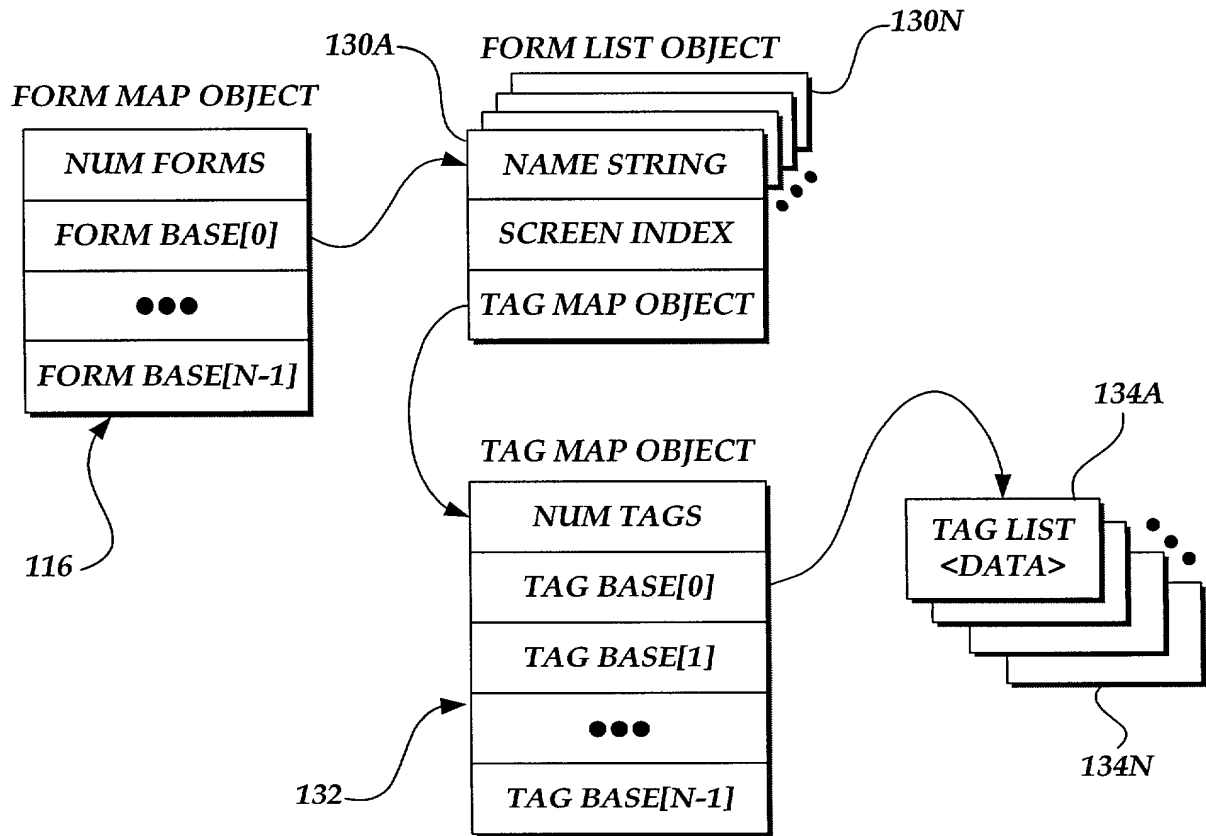 130A
FORM LIST OBJECT
130N
FORM MAP OBJECT
NUM FORMS
FORM BASE[0]
●●●
FORM BASE[N-1]
116
NAME STRING
SCREEN INDEX
TAG MAP OBJECT
TAG MAP OBJECT
NUM TAGS
TAG BASE[0]
TAG BASE[1]
●●●
TAG BASE[N-1]
132
134A
TAG LIST
<DATA>
134N